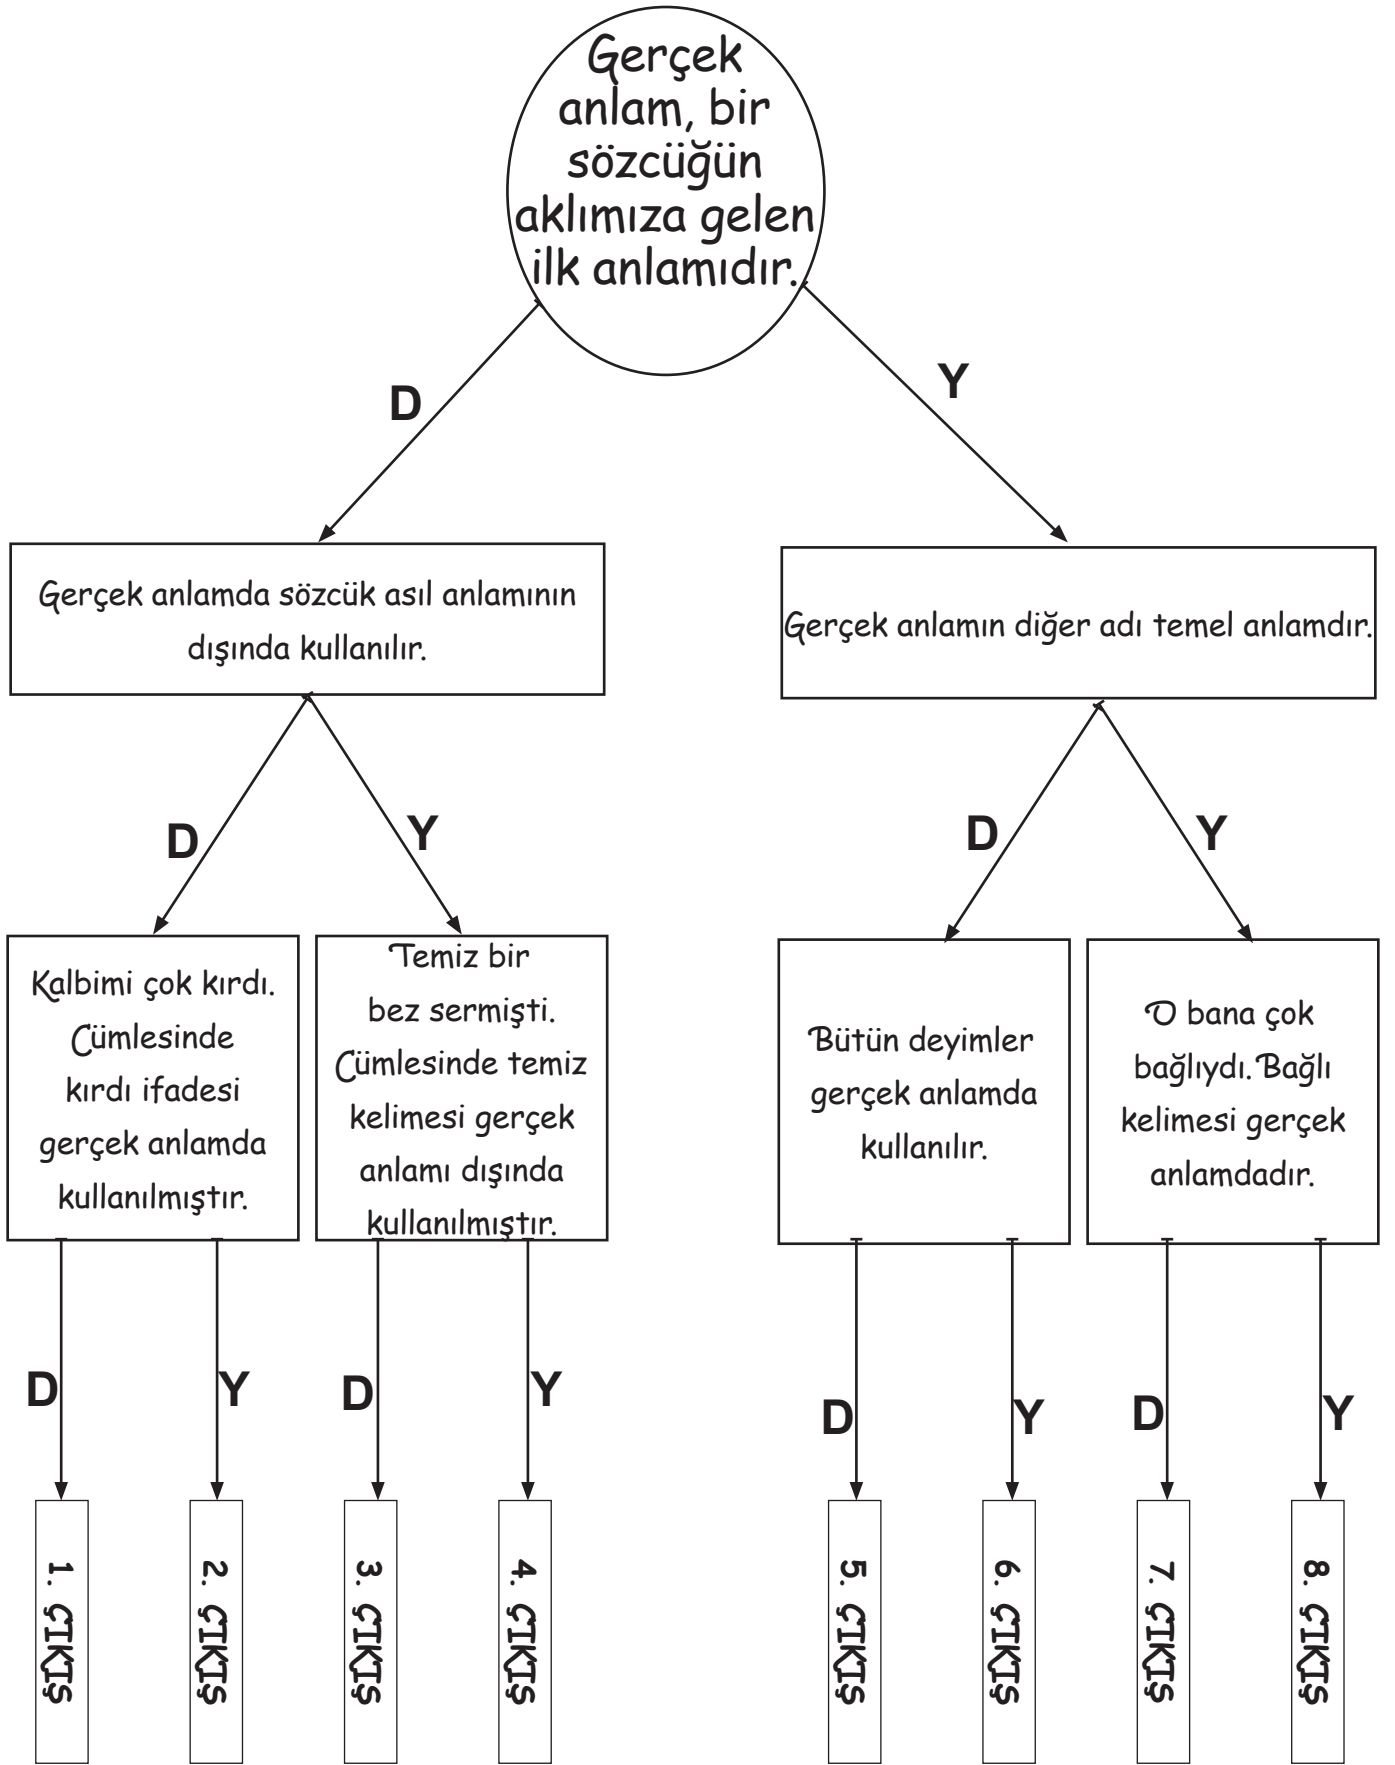 Gerçek
anlam, bir
sözcüğün
aklımıza gelen
ilk anlamıdır.
D
Y
Gerçek anlamda sözcük asıl anlamının
dışında kullanılır.
Gerçek anlamın diğer adı temel anlamdır.
D
Y
D
Y
Kalbimi çok kırdı.
Cümlesinde
kırdı ifadesi
gerçek anlamda
kullanılmıştır.
Temiz bir
bez sermişti.
Cümlesinde temiz
kelimesi gerçek
anlamı dışında
kullanılmıştır.
Bütün deyimler
gerçek anlamda
kullanılır.
O bana çok
bağlıydı.Bağlı
kelimesi gerçek
anlamdadır.
D
Y
D
Y
D
Y
D
Y
1. ÇIKIŞ
2. ÇIKIŞ
3. ÇIKIŞ
4. ÇIKIŞ
5. ÇIKIŞ
6. ÇIKIŞ
7. ÇIKIŞ
8. ÇIKIŞ